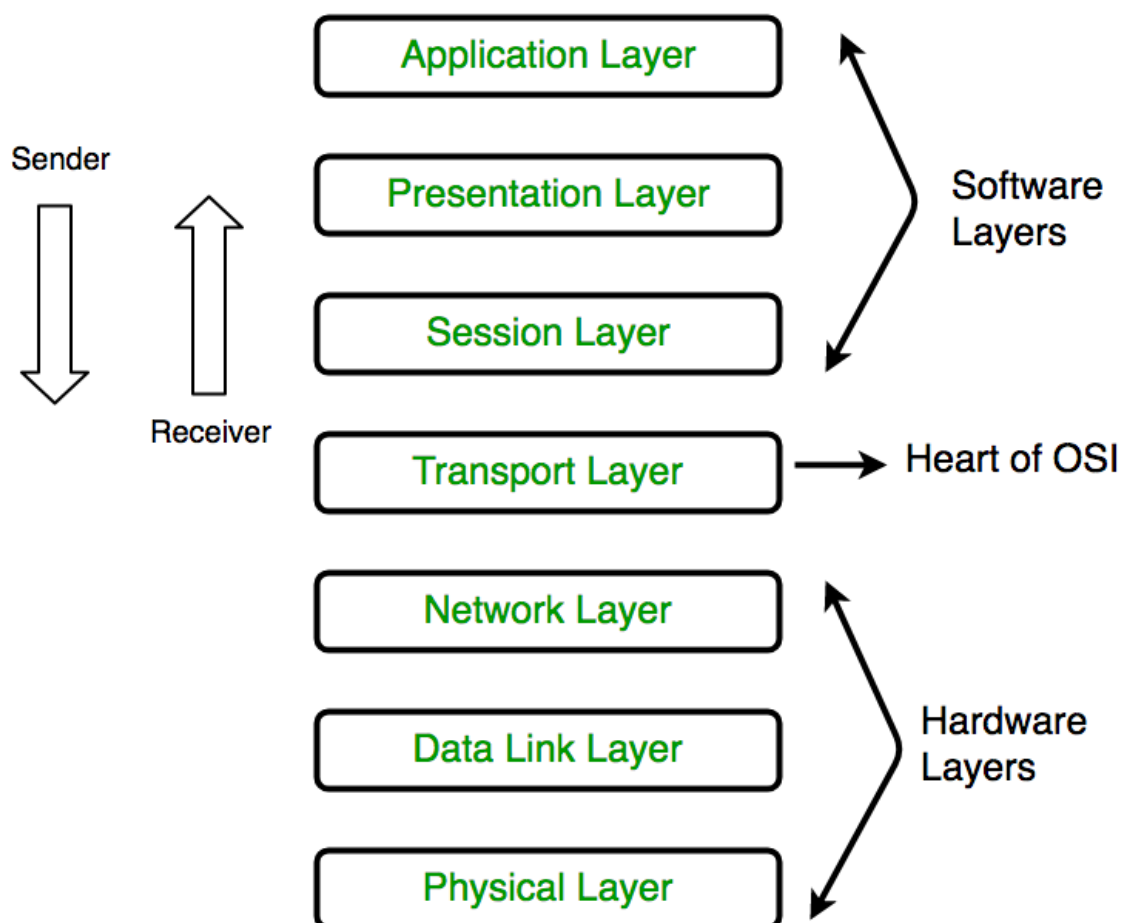 Application Layer
Sender
Presentation Layer
Software
Layers
Session Layer
Receiver
Transport Layer
Heart of OSI
Network Layer
Hardware
Layers
Data Link Layer
Physical Layer